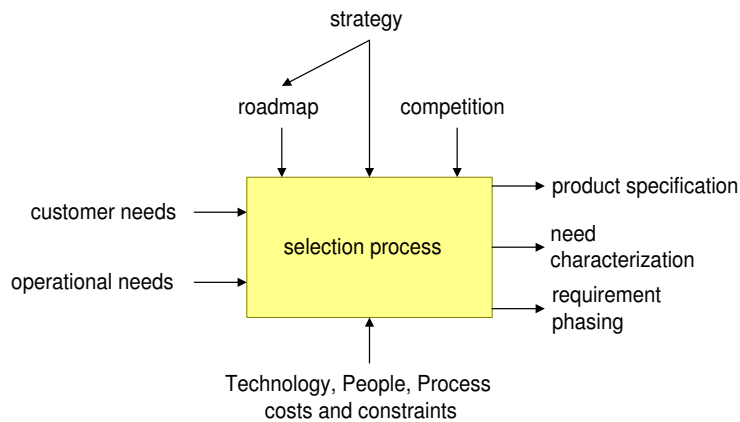 strategy
roadmap
competition
customer needs
operational needs
selection process
product specification
need
characterization
requirement
phasing
Technology, People, Process
costs and constraints